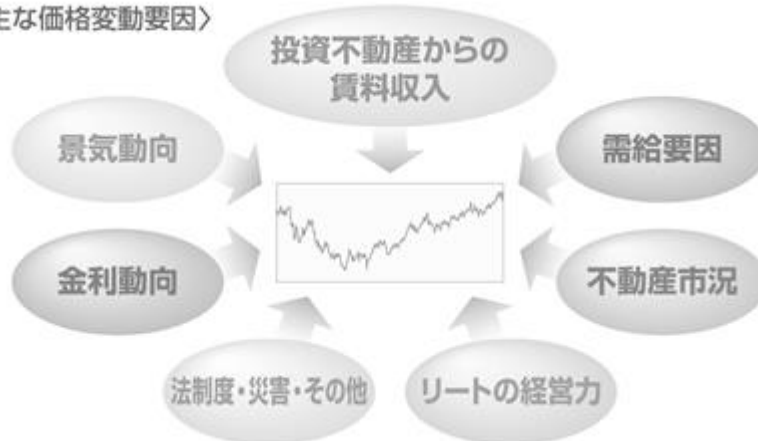 主な価格変動要因〉
投資不動産からの
賃料収入
景気動向
需給要因
金利動向
不動産市況
法制度・災害・その他
リートの経営力